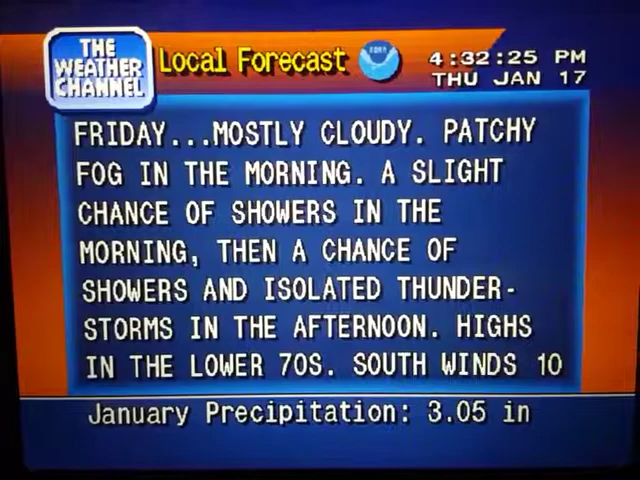 THE
WEATHER
CHANNEL
Local Forecast
4:32:25 PM
THU JAN 17
FRIDAY...MOSTLY CLOUDY. PATCHY
FOG IN THE MORNING. A SLIGHT
CHANCE OF SHOWERS IN THE
MORNING, THEN A CHANCE OF
SHOWERS AND ISOLATED THUNDER-
STORMS IN THE AFTERNOON. HIGHS
IN THE LOWER 70S. SOUTH WINDS 10
January Precipitation: 3.05 in